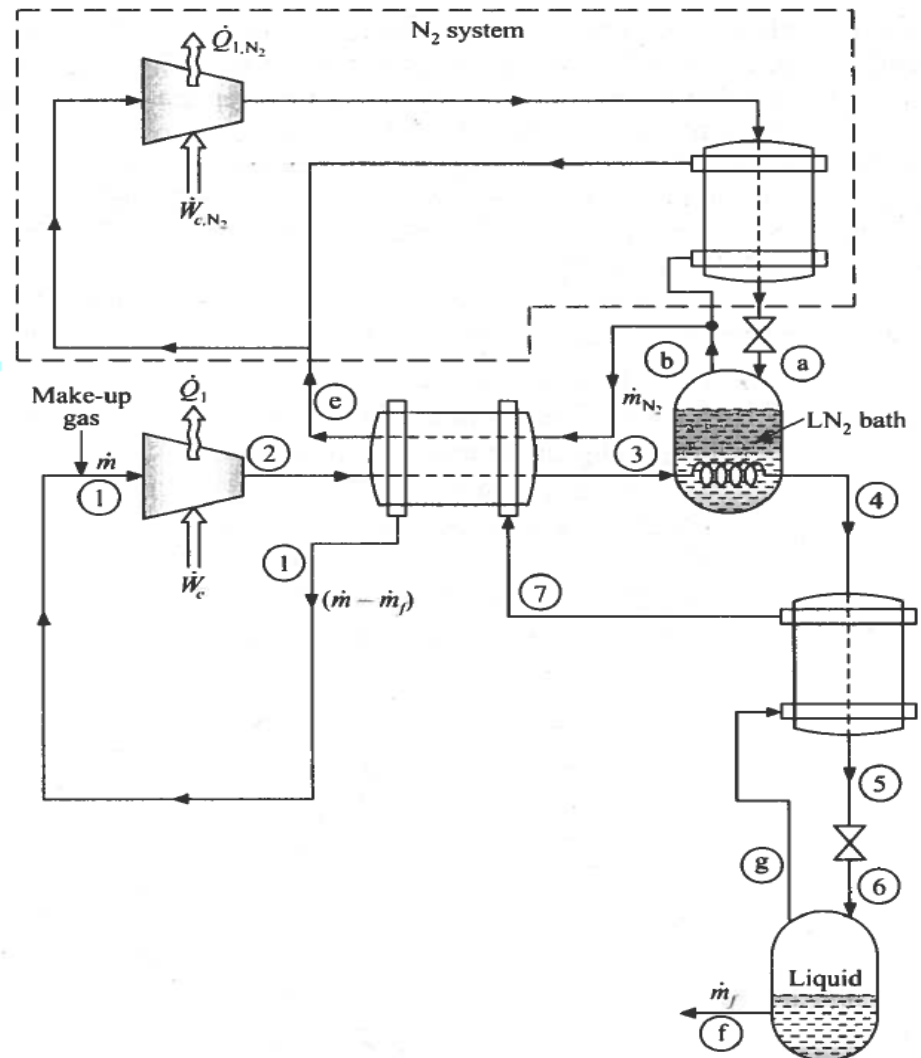 N₂ system
Q̇₁,N₂
Ẇc,N₂
b
a
ṁN₂
LN₂ bath
Make-up
gas
ṁ
1
Q̇₁
2
e
3
4
Ẇc
1
(ṁ − ṁf)
7
5
g
6
Liquid
ṁf
f